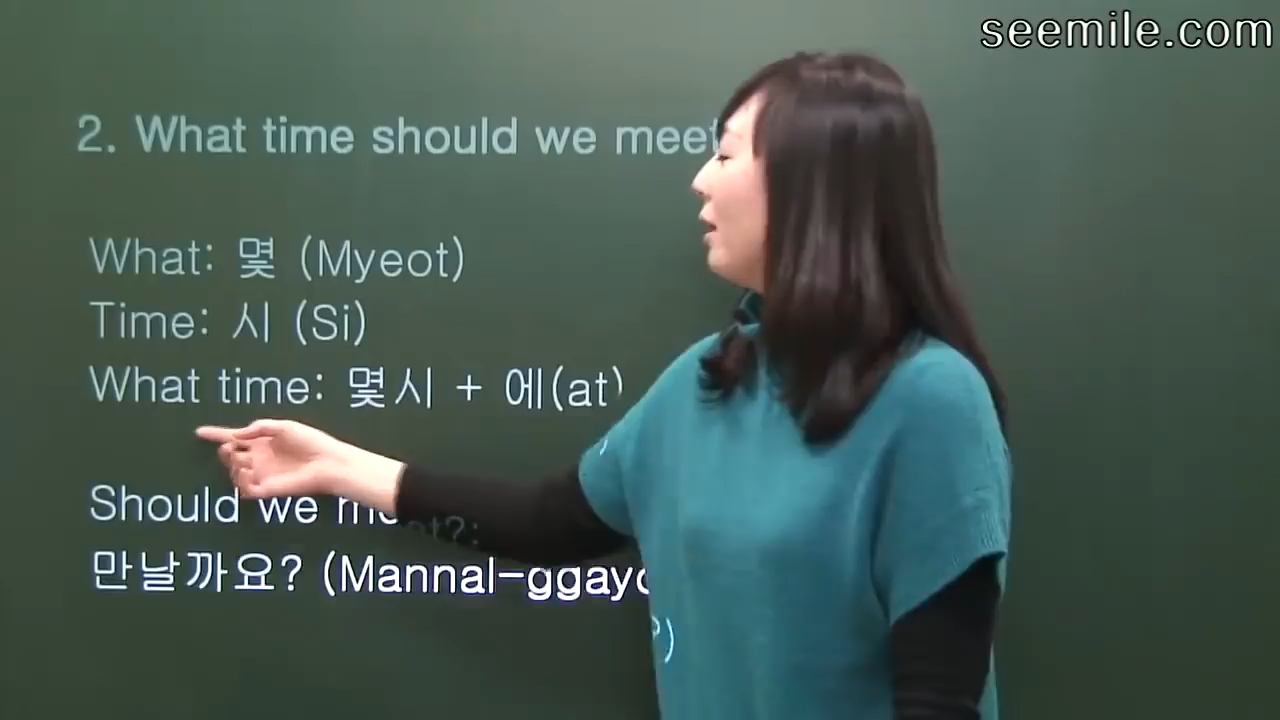 seemile.com
2. What time should we meet
What: 몇 (Myeot)
Time: 시 (Si)
What time: 몇시 + 에(at)
Should we meet?:
만날까요? (Mannal-ggayo
?)